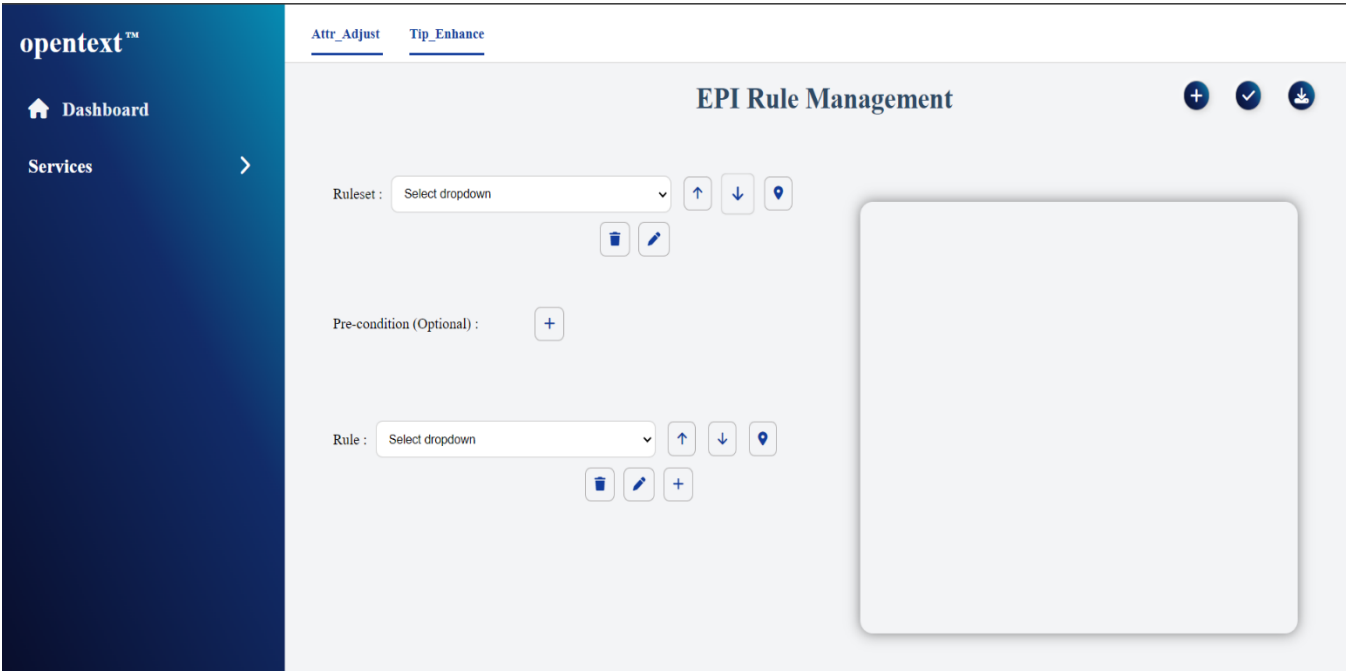 opentext™
Dashboard
Services
Attr_Adjust
Tip_Enhance
EPI Rule Management
Ruleset :
Select dropdown
Pre-condition (Optional) :
Rule :
Select dropdown